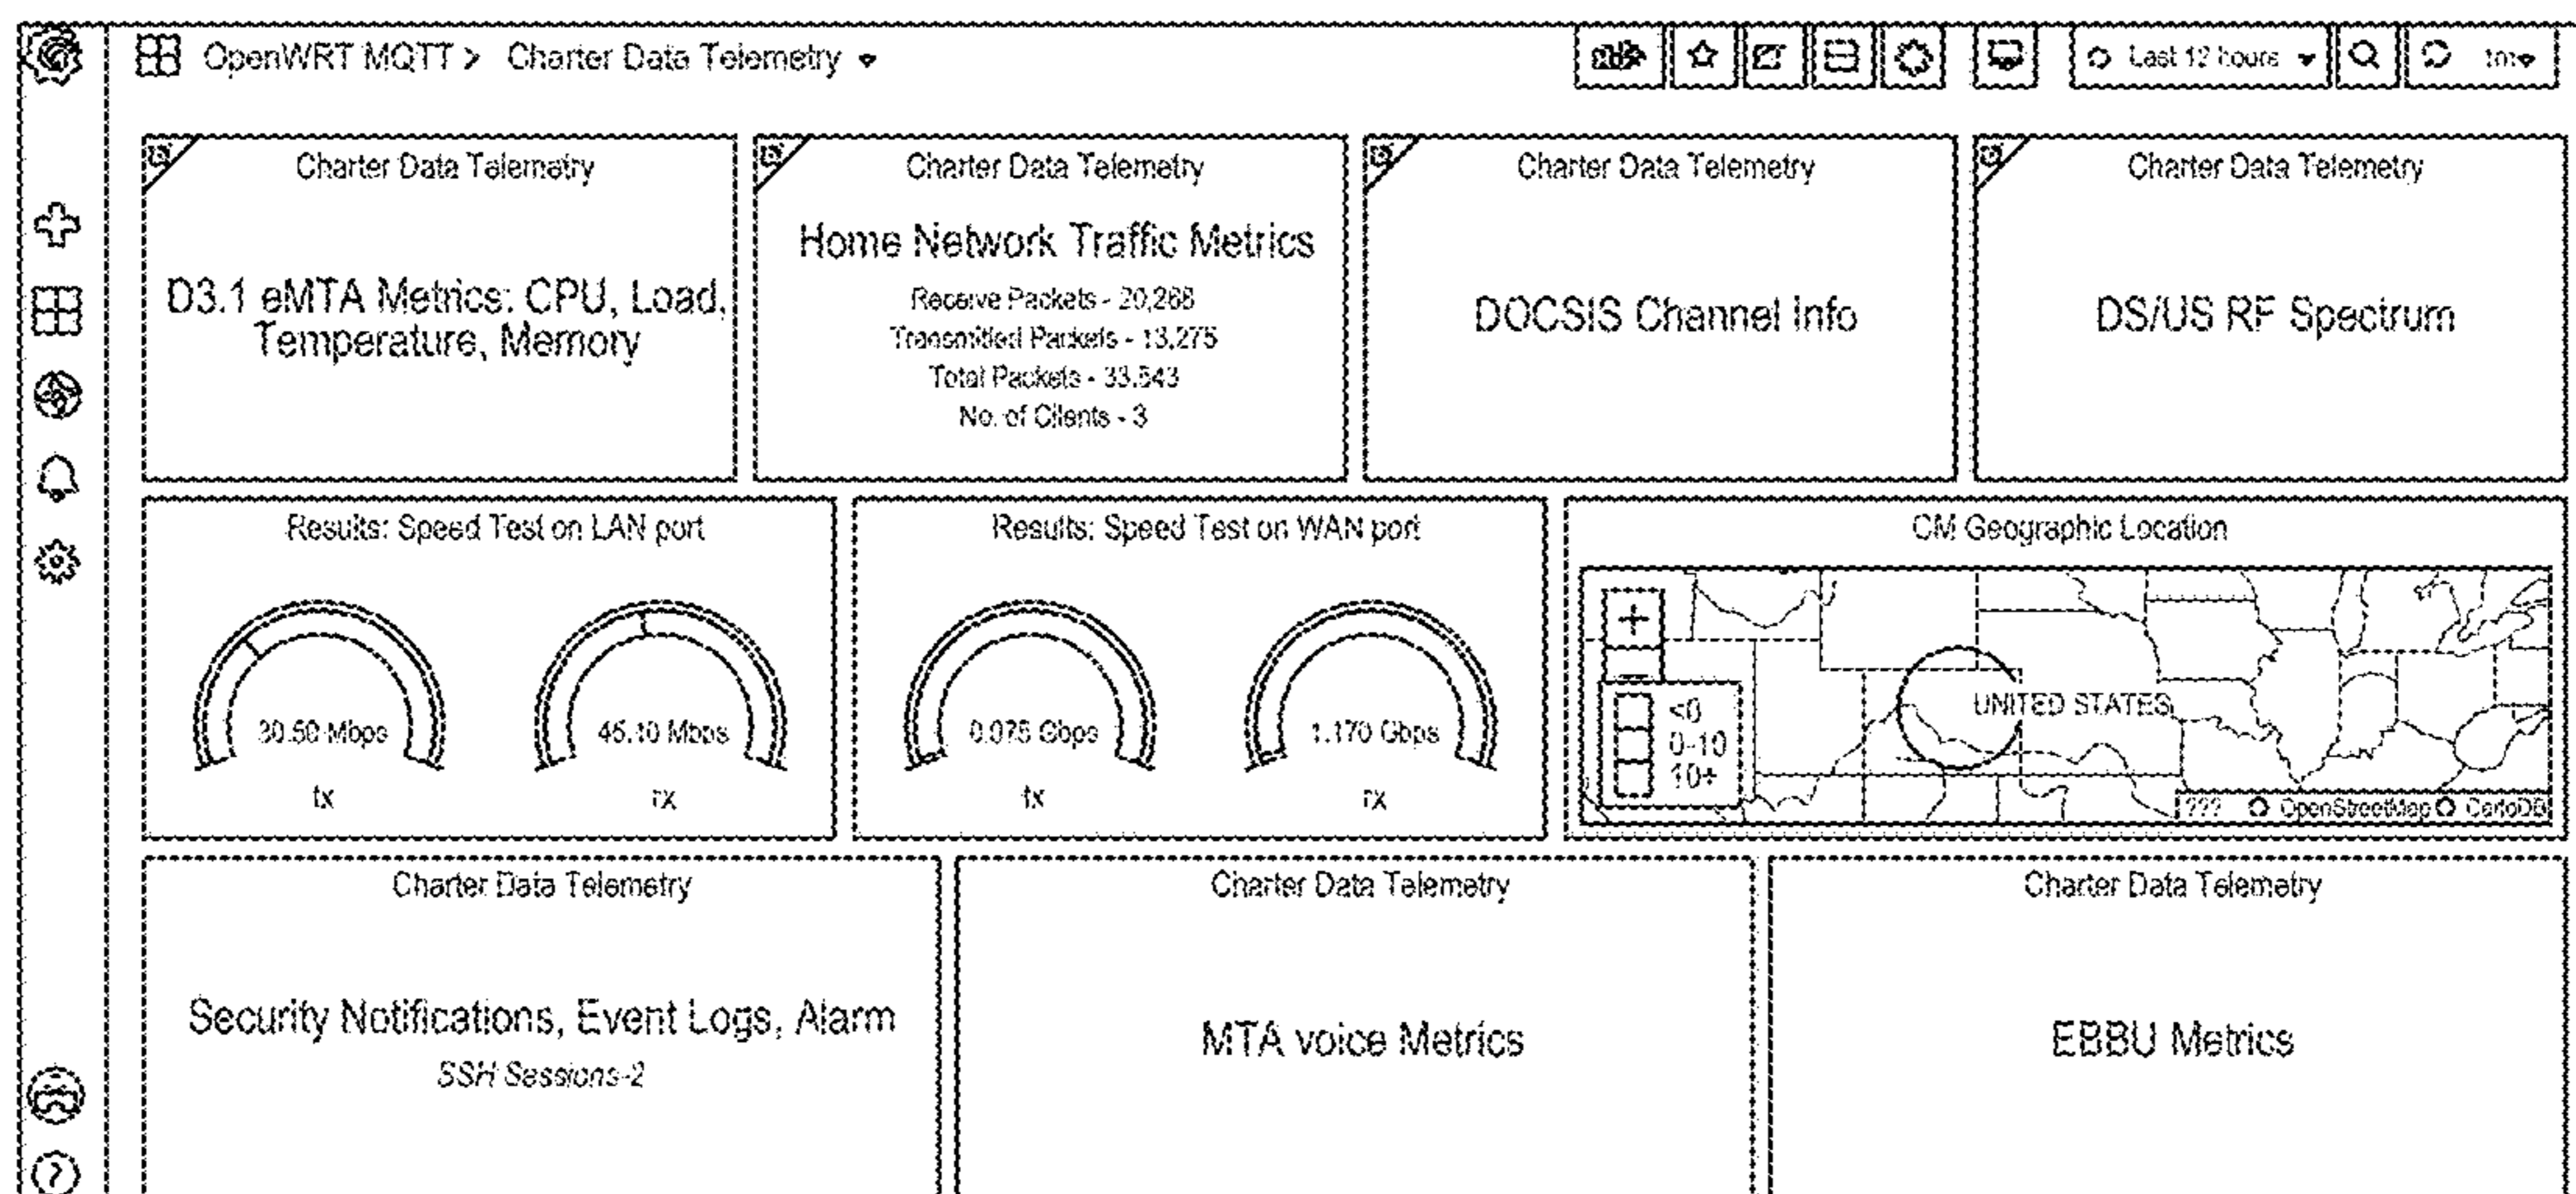 OpenWRT MQTT > Charter Data Telemetry
Last 12 hours
Charter Data Telemetry
D3.1 eMTA Metrics: CPU, Load,
Temperature, Memory
Charter Data Telemetry
Home Network Traffic Metrics
Receive Packets - 20,268
Transmitted Packets - 13,275
Total Packets - 33,543
No. of Clients - 3
Charter Data Telemetry
DOCSIS Channel Info
Charter Data Telemetry
DS/US RF Spectrum
Results: Speed Test on LAN port
30.50 Mbps
tx
45.10 Mbps
rx
Results: Speed Test on WAN port
Gbps
tx
1.170 Gbps
rx
CM Geographic Location
+
<0
0-10
10+
UNITED STATES
??? OpenStreetMap CartoDB
Charter Data Telemetry
Security Notifications, Event Logs, Alarm
SSH Sessions-2
Charter Data Telemetry
MTA voice Metrics
Charter Data Telemetry
EBBU Metrics
?